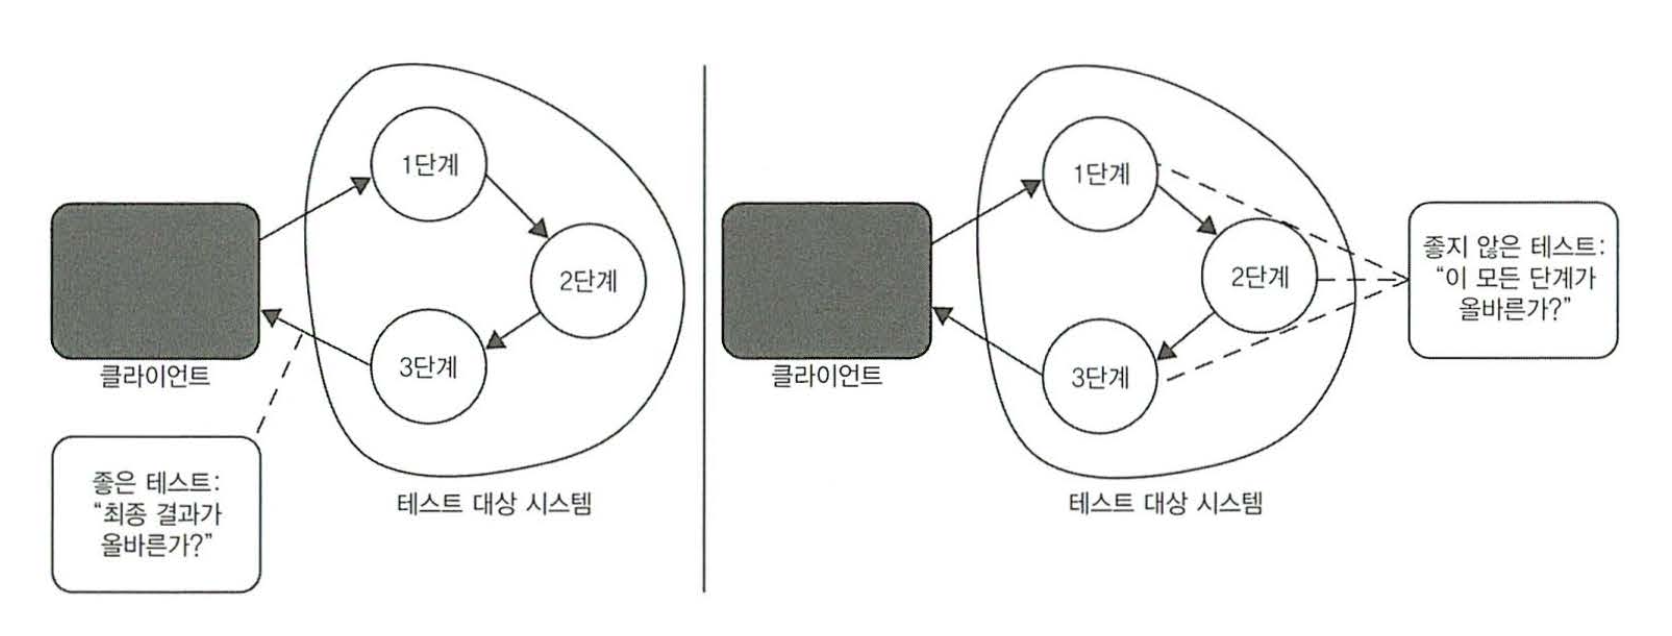 1단계
2단계
3단계
클라이언트
좋은 테스트:
“최종 결과가
올바른가?”
테스트 대상 시스템
1단계
2단계
3단계
클라이언트
좋지 않은 테스트:
“이 모든 단계가
올바른가?”
테스트 대상 시스템